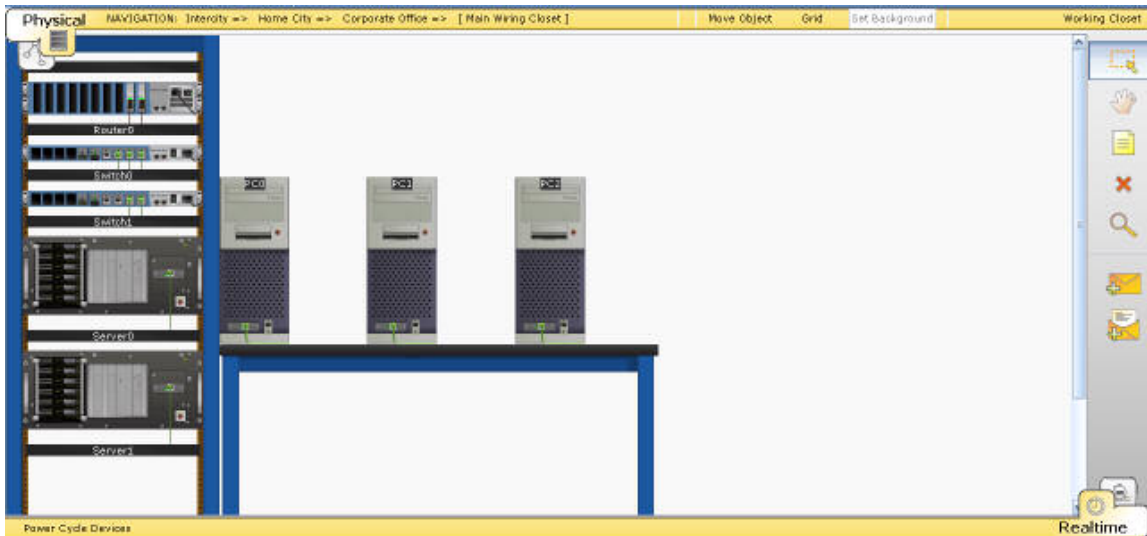 Physical
NAVIGATION: Intercity => Home City => Corporate Office => [ Main Wiring Closet ]
Move Object
Grid
Set Background
Working Closet
Router0
Switch0
Switch1
Server0
Server1
PC0
PC1
PC2
Power Cycle Devices
Realtime